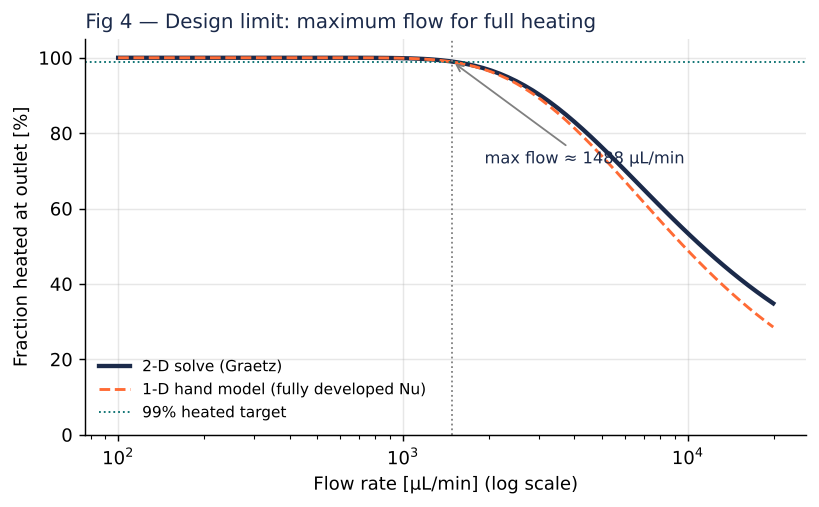 Fig 4 — Design limit: maximum flow for full heating
Fraction heated at outlet [%]
100
80
60
40
20
0
max flow ≈ 1488 µL/min
2-D solve (Graetz)
1-D hand model (fully developed Nu)
99% heated target
10²
10³
10⁴
Flow rate [µL/min] (log scale)